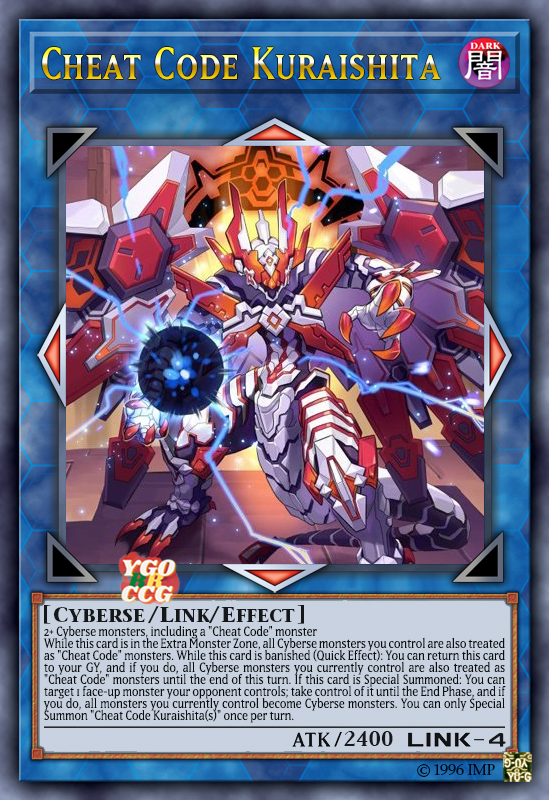 CHEAT CODE KURAISHITA
DARK
闇
YGO
BR
CCG
[CYBERSE/LINK/EFFECT]
2+ Cyberse monsters, including a "Cheat Code" monster
While this card is in the Extra Monster Zone, all Cyberse monsters you control are also treated
as "Cheat Code" monsters. While this card is banished (Quick Effect): You can return this card
to your GY, and if you do, all Cyberse monsters you currently control are also treated as
"Cheat Code" monsters until the end of this turn. If this card is Special Summoned: You can
target 1 face-up monster your opponent controls; take control of it until the End Phase, and if
you do, all monsters you currently control become Cyberse monsters. You can only Special
Summon "Cheat Code Kuraishita(s)" once per turn.
ATK/2400 LINK-4
© 1996 IMP
YU-G